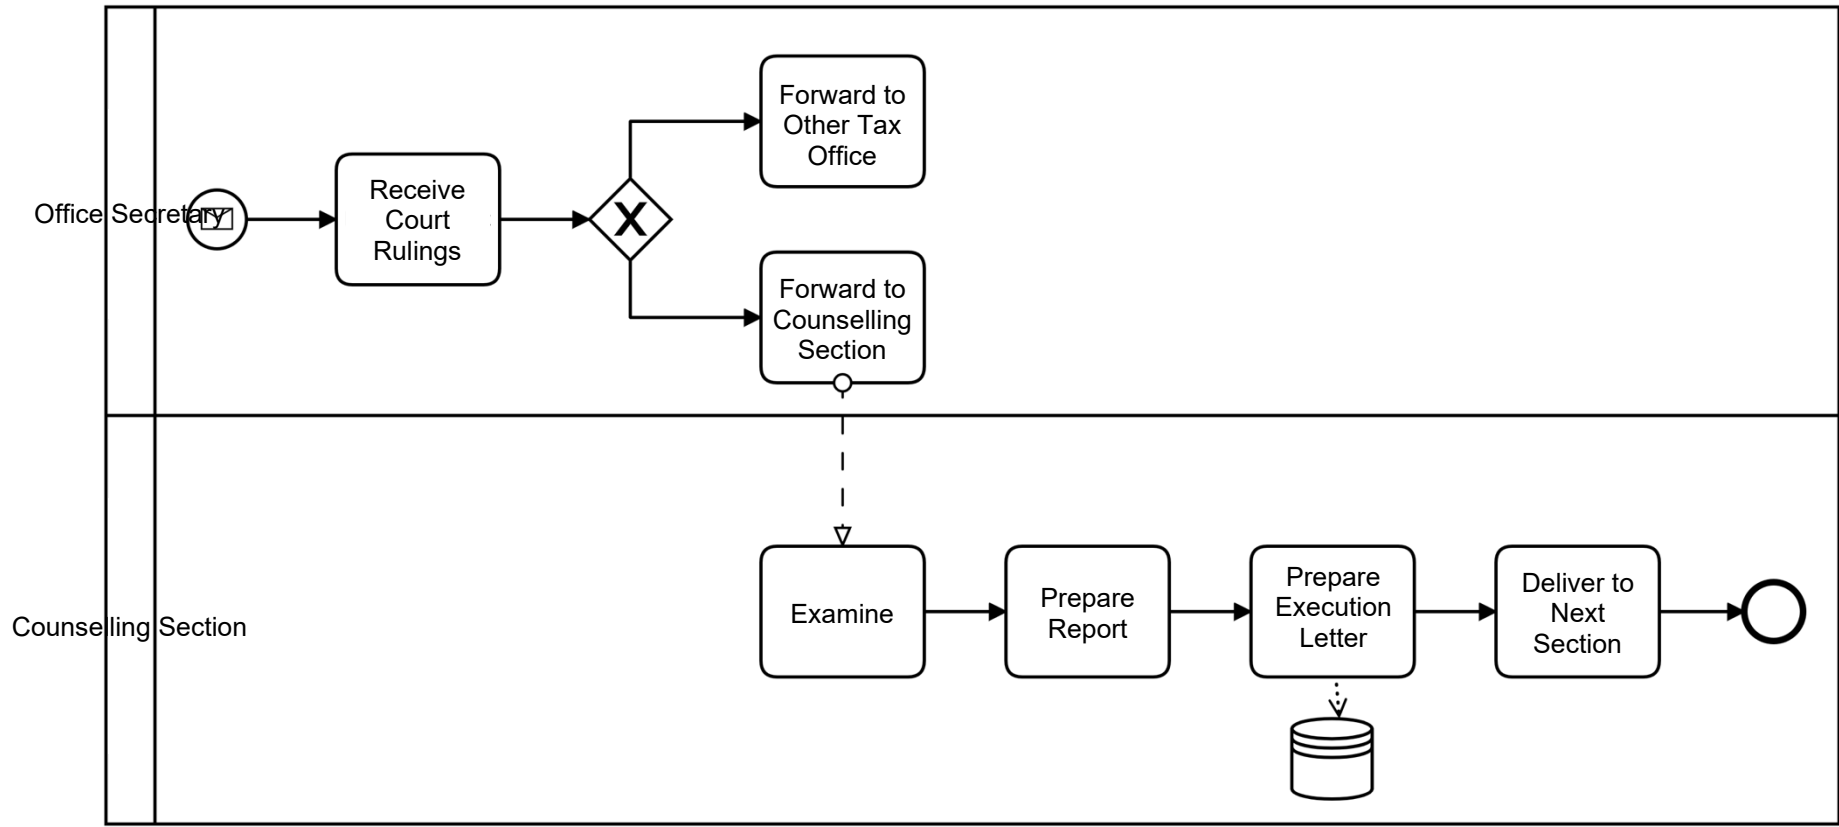 Forward to
Other Tax
Office
Office Secretary
Receive
Court
Rulings
X
Forward to
Counselling
Section
Counselling Section
Examine
Prepare
Report
Prepare
Execution
Letter
Deliver to
Next
Section